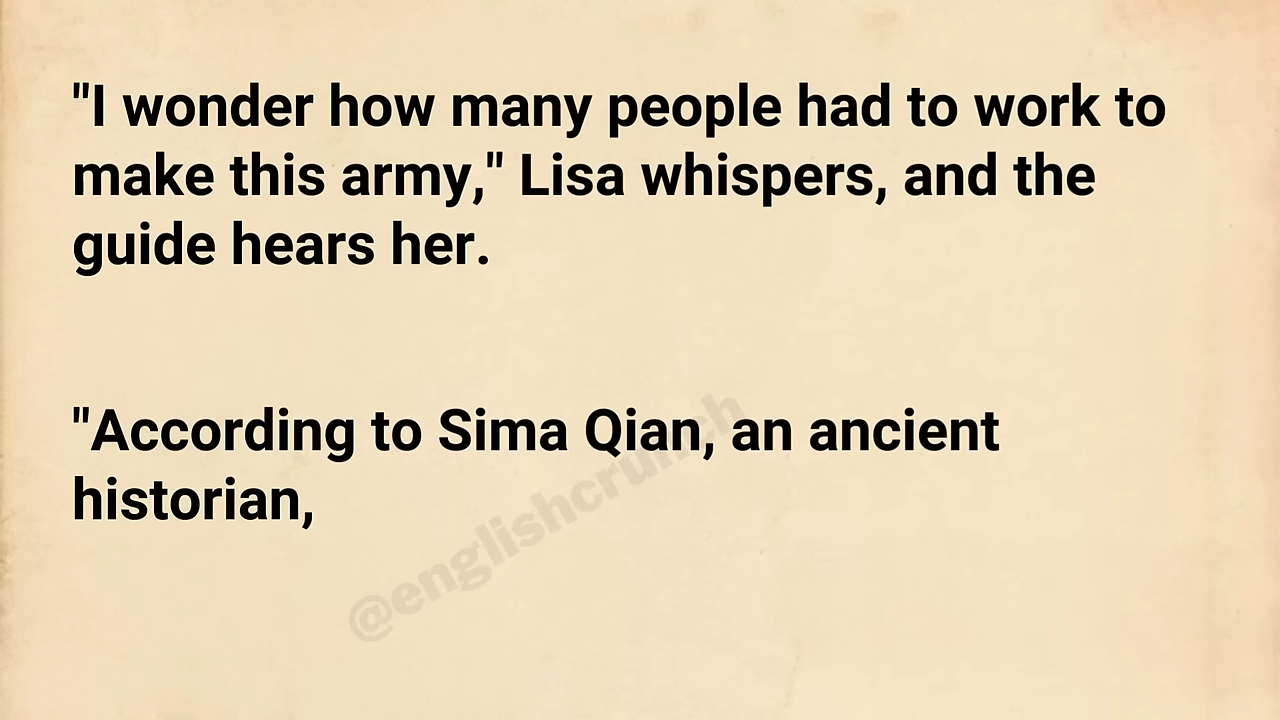 "I wonder how many people had to work to
make this army," Lisa whispers, and the
guide hears her.
"According to Sima Qian, an ancient
historian,
@englishcrunch